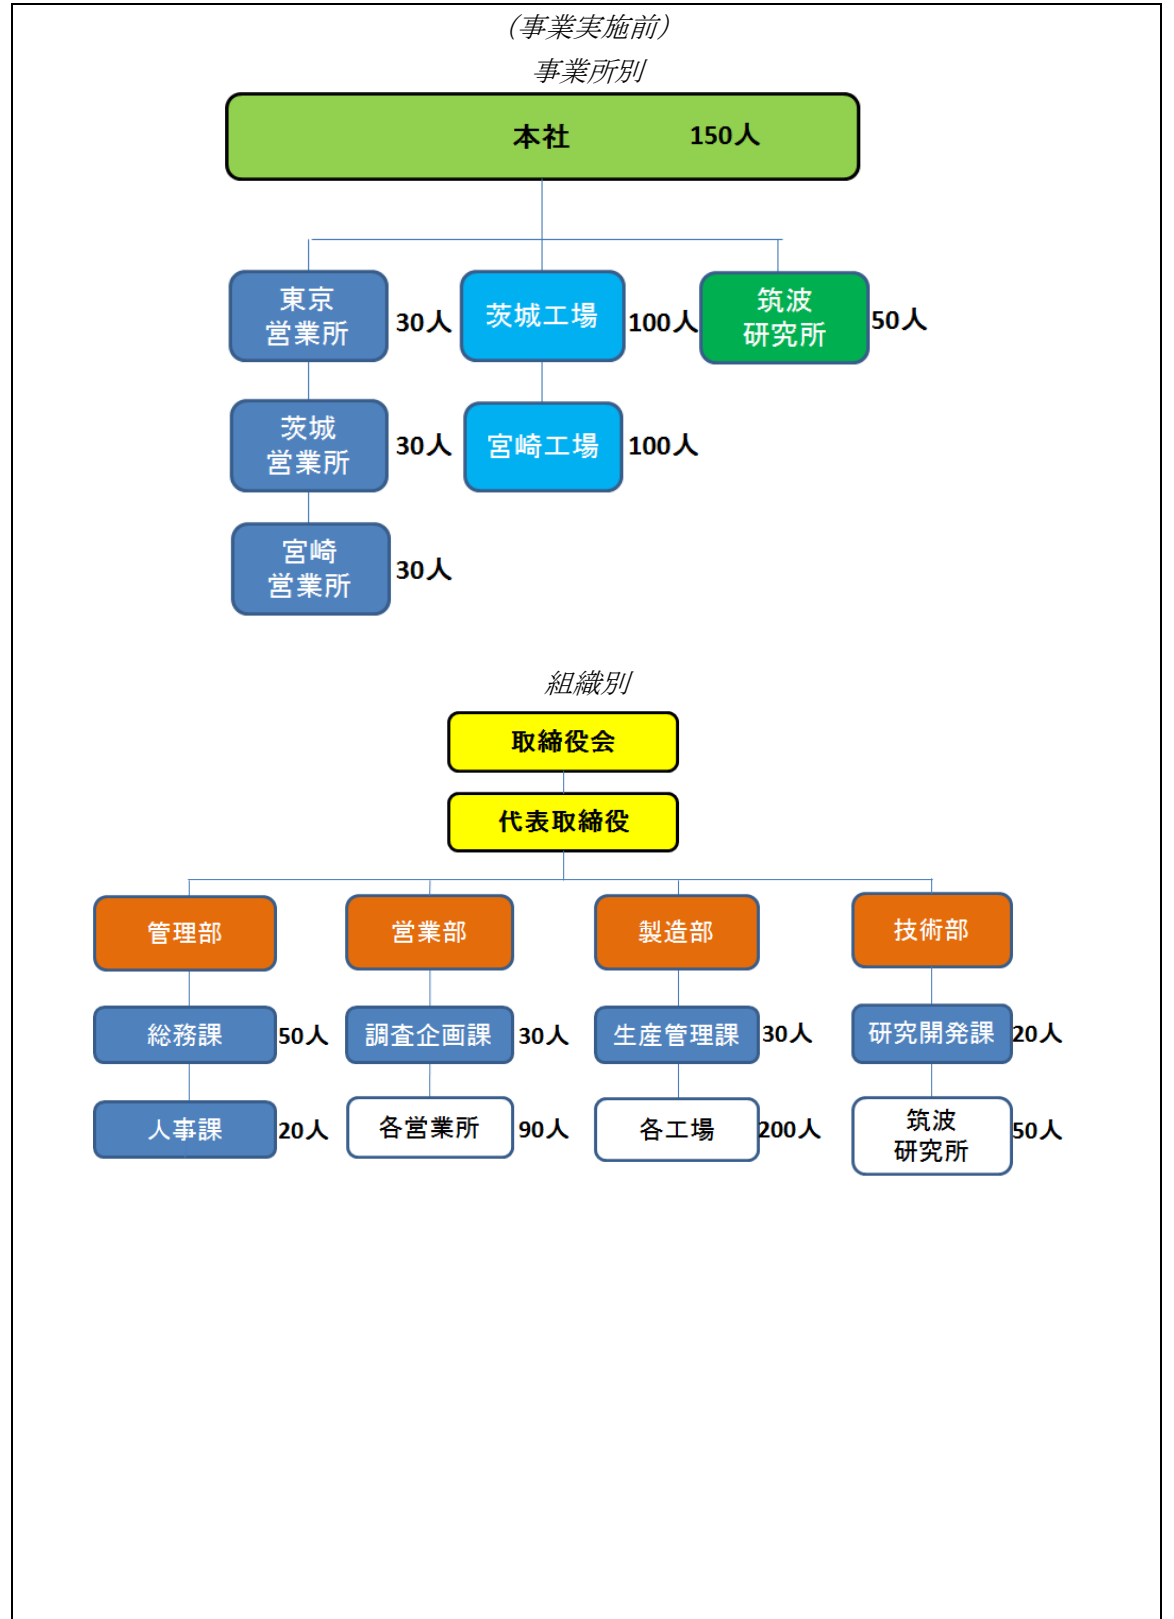 （事業実施前）
事業所別
本社 150人
東京
営業所
30人
茨城工場
100人
筑波
研究所
50人
茨城
営業所
30人
宮崎工場
100人
宮崎
営業所
30人
組織別
取締役会
代表取締役
管理部
営業部
製造部
技術部
総務課
50人
調査企画課
30人
生産管理課
30人
研究開発課
20人
人事課
20人
各営業所
90人
各工場
200人
筑波
研究所
50人